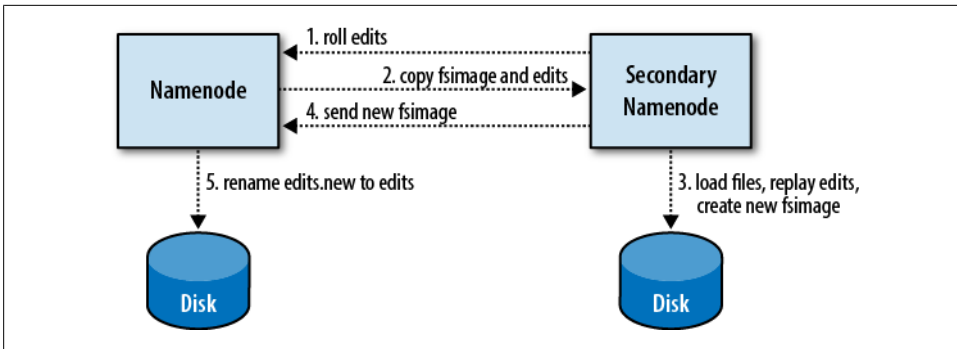 1. roll edits
Namenode
2. copy fsimage and edits
Secondary
Namenode
4. send new fsimage
5. rename edits.new to edits
3. load files, replay edits,
create new fsimage
Disk
Disk